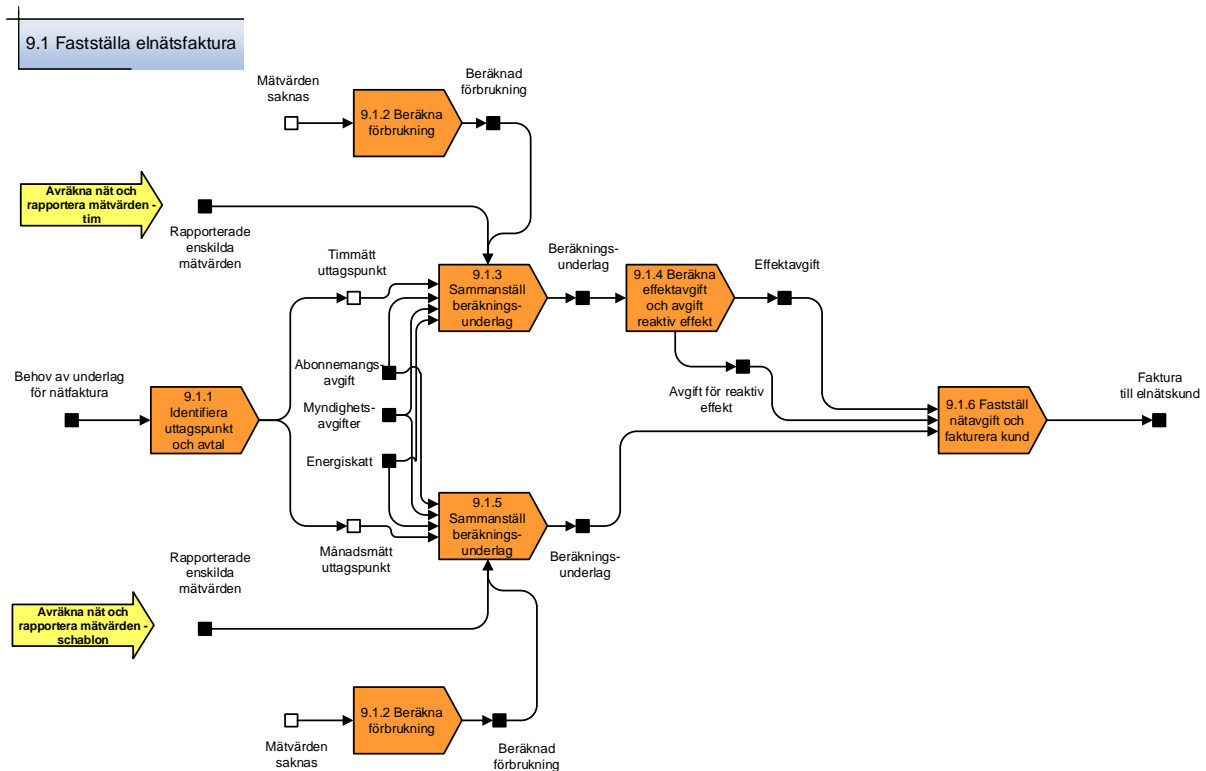 9.1 Fastställa elnätsfaktura
Mätvärden
saknas
9.1.2 Beräkna
förbrukning
Beräknad
förbrukning
Avräkna nät och
rapportera mätvärden -
tim
Rapporterade
enskilda
mätvärden
Timmätt
uttagspunkt
9.1.3
Sammanställ
beräknings-
underlag
Beräknings-
underlag
9.1.4 Beräkna
effektavgift
och avgift
reaktiv effekt
Effektavgift
Abonnemangs-
avgift
Avgift för reaktiv
effekt
Behov av underlag
för nätfaktura
9.1.1
Identifiera
uttagspunkt
och avtal
Myndighets-
avgifter
Energiskatt
9.1.6 Fastställ
nätavgift och
fakturera kund
Faktura
till elnätskund
9.1.5
Sammanställ
beräknings-
underlag
Månadsmätt
uttagspunkt
Beräknings-
underlag
Rapporterade
enskilda
mätvärden
Avräkna nät och
rapportera mätvärden -
schablon
Mätvärden
saknas
9.1.2 Beräkna
förbrukning
Beräknad
förbrukning